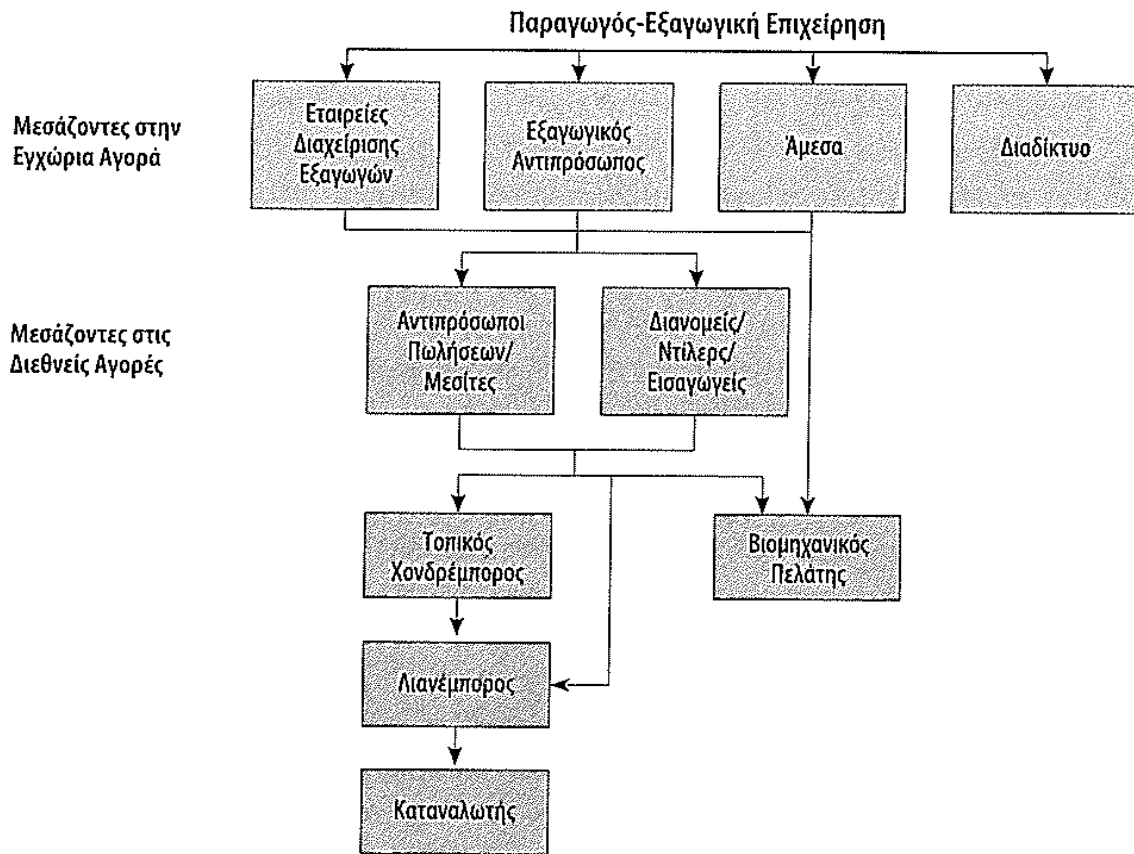 Παραγωγός-Εξαγωγική Επιχείρηση
Μεσάζοντες στην
Εγχώρια Αγορά
Εταιρείες
Διαχείρισης
Εξαγωγών
Εξαγωγικός
Αντιπρόσωπος
Άμεσα
Διαδίκτυο
Μεσάζοντες στις
Διεθνείς Αγορές
Αντιπρόσωποι
Πωλήσεων/
Μεσίτες
Διανομείς/
Ντίλερς/
Εισαγωγείς
Τοπικός
Χονδρέμπορος
Βιομηχανικός
Πελάτης
Λιανέμπορος
Καταναλωτής